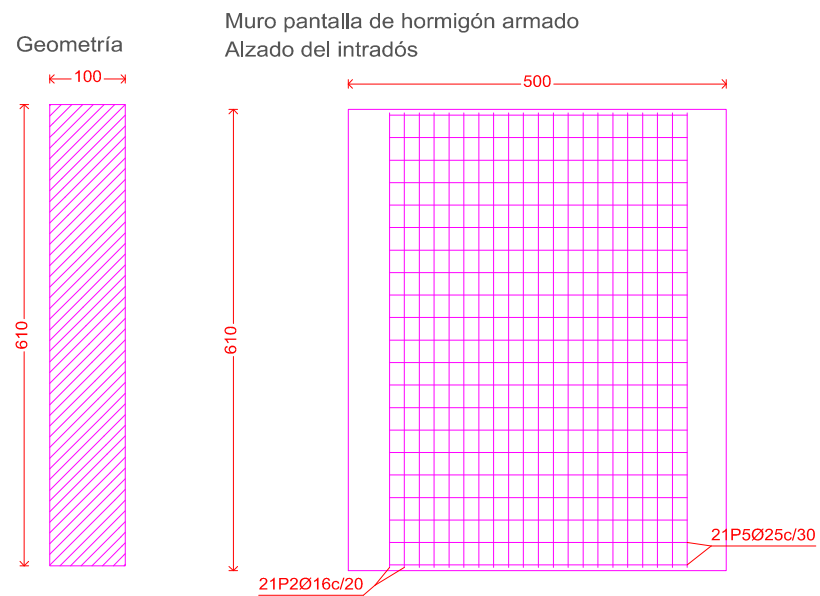 Muro pantalla de hormigón armado
Geometría
Alzado del intradós
100
500
610
610
21P5Ø25c/30
21P2Ø16c/20